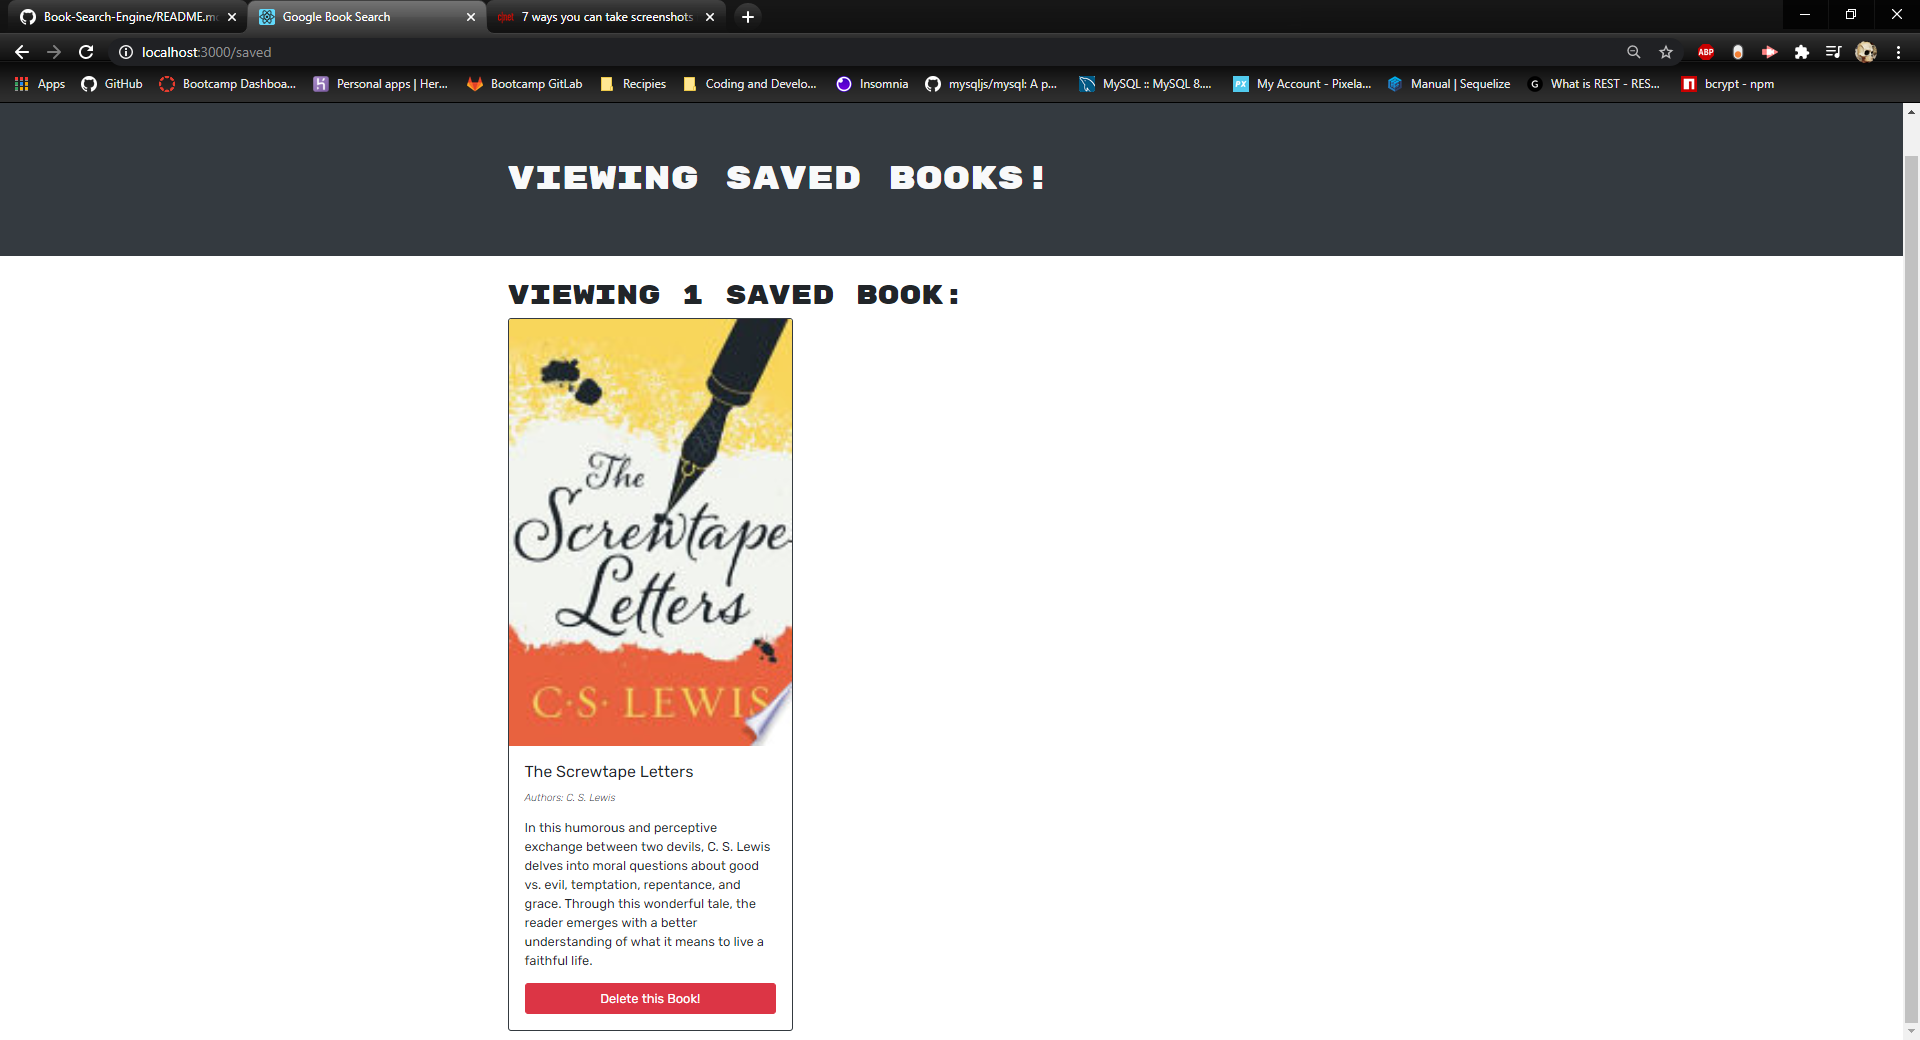 Book-Search-Engine/README.m
Google Book Search
7 ways you can take screenshots
localhost:3000/saved
ABP
Apps
GitHub
Bootcamp Dashboa...
Personal apps | Her...
Bootcamp GitLab
Recipies
Coding and Develo...
Insomnia
mysqljs/mysql: A p...
MySQL :: MySQL 8....
PX
My Account - Pixela...
Manual | Sequelize
G
What is REST - RES...
bcrypt - npm
VIEWING SAVED BOOKS!
VIEWING 1 SAVED BOOK:
The
Screwtape
Letters
C·S· LEWIS
The Screwtape Letters
Authors: C. S. Lewis
In this humorous and perceptive
exchange between two devils, C. S. Lewis
delves into moral questions about good
vs. evil, temptation, repentance, and
grace. Through this wonderful tale, the
reader emerges with a better
understanding of what it means to live a
faithful life.
Delete this Book!